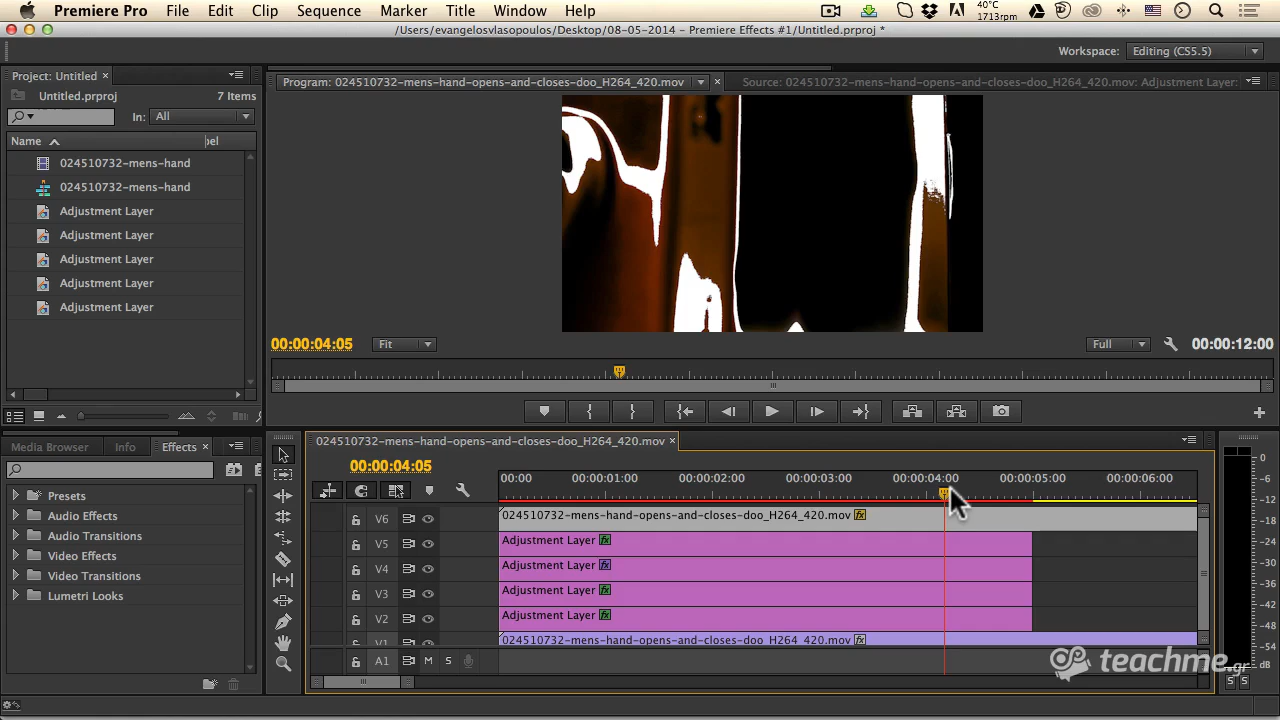 Premiere Pro File Edit Clip Sequence Marker Title Window Help 40°C 1713rpm
/Users/evangelosvlasopoulos/Desktop/08-05-2014 – Premiere Effects #1/Untitled.prproj *
Workspace: Editing (CS5.5)
Project: Untitled ×
Program: 024510732-mens-hand-opens-and-closes-doo_H264_420.mov ×
Source: 024510732-mens-hand-opens-and-closes-doo_H264_420.mov: Adjustment Layer:
Untitled.prproj 7 Items
In: All
Name
024510732-mens-hand
024510732-mens-hand
Adjustment Layer
Adjustment Layer
Adjustment Layer
Adjustment Layer
Adjustment Layer
00:00:04:05 Fit Full 00:00:12:00
Media Browser Info Effects ×
Presets
Audio Effects
Audio Transitions
Video Effects
Video Transitions
Lumetri Looks
024510732-mens-hand-opens-and-closes-doo_H264_420.mov ×
00:00:04:05
00:00 00:00:01:00 00:00:02:00 00:00:03:00 00:00:04:00 00:00:05:00 00:00:06:00
V6 024510732-mens-hand-opens-and-closes-doo_H264_420.mov fx
V5 Adjustment Layer fx
V4 Adjustment Layer fx
V3 Adjustment Layer fx
V2 Adjustment Layer fx
V1 024510732-mens-hand-opens-and-closes-doo_H264_420.mov fx
A1 M S
0
-6
-12
-18
-24
-30
-36
-42
-48
-54
dB
S S
teachme.gr